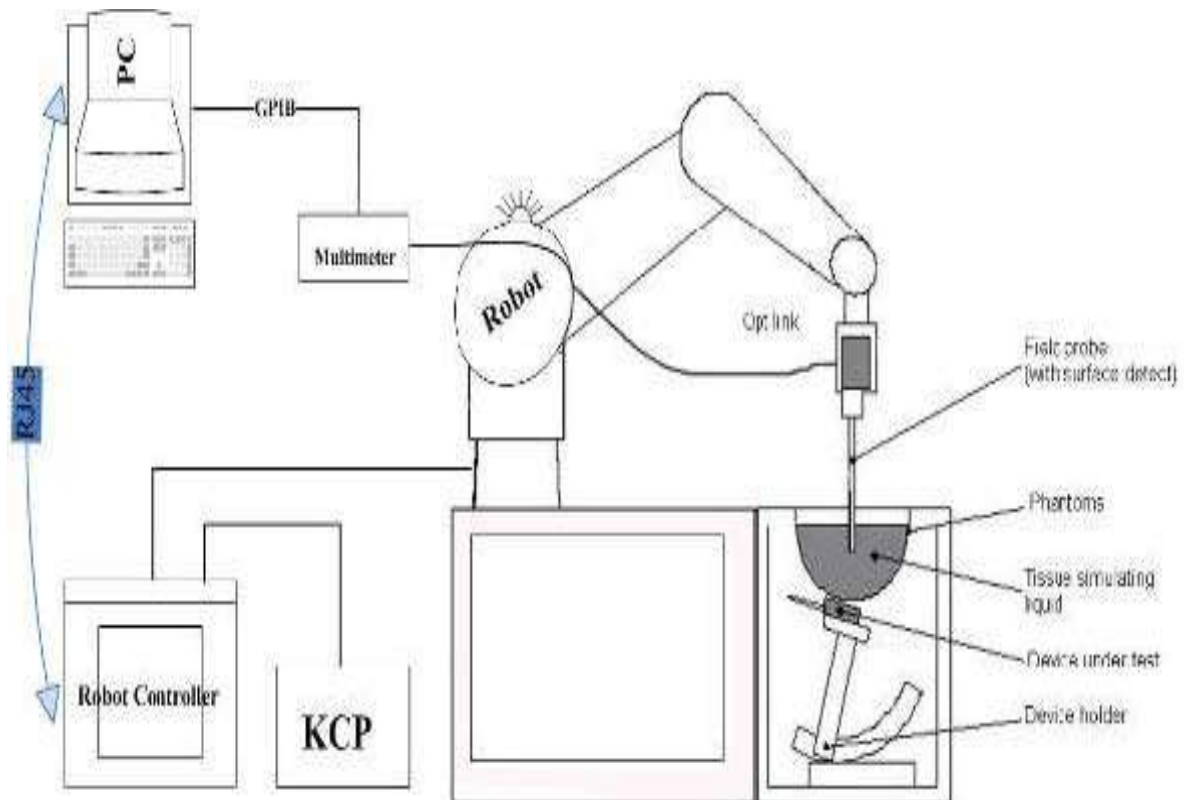 PC
GPIB
Multimeter
Robot
Opt link
Field probe
(with surface detect)
RJ45
Phantoms
Tissue simulating
liquid
Device under test
Device holder
Robot Controller
KCP